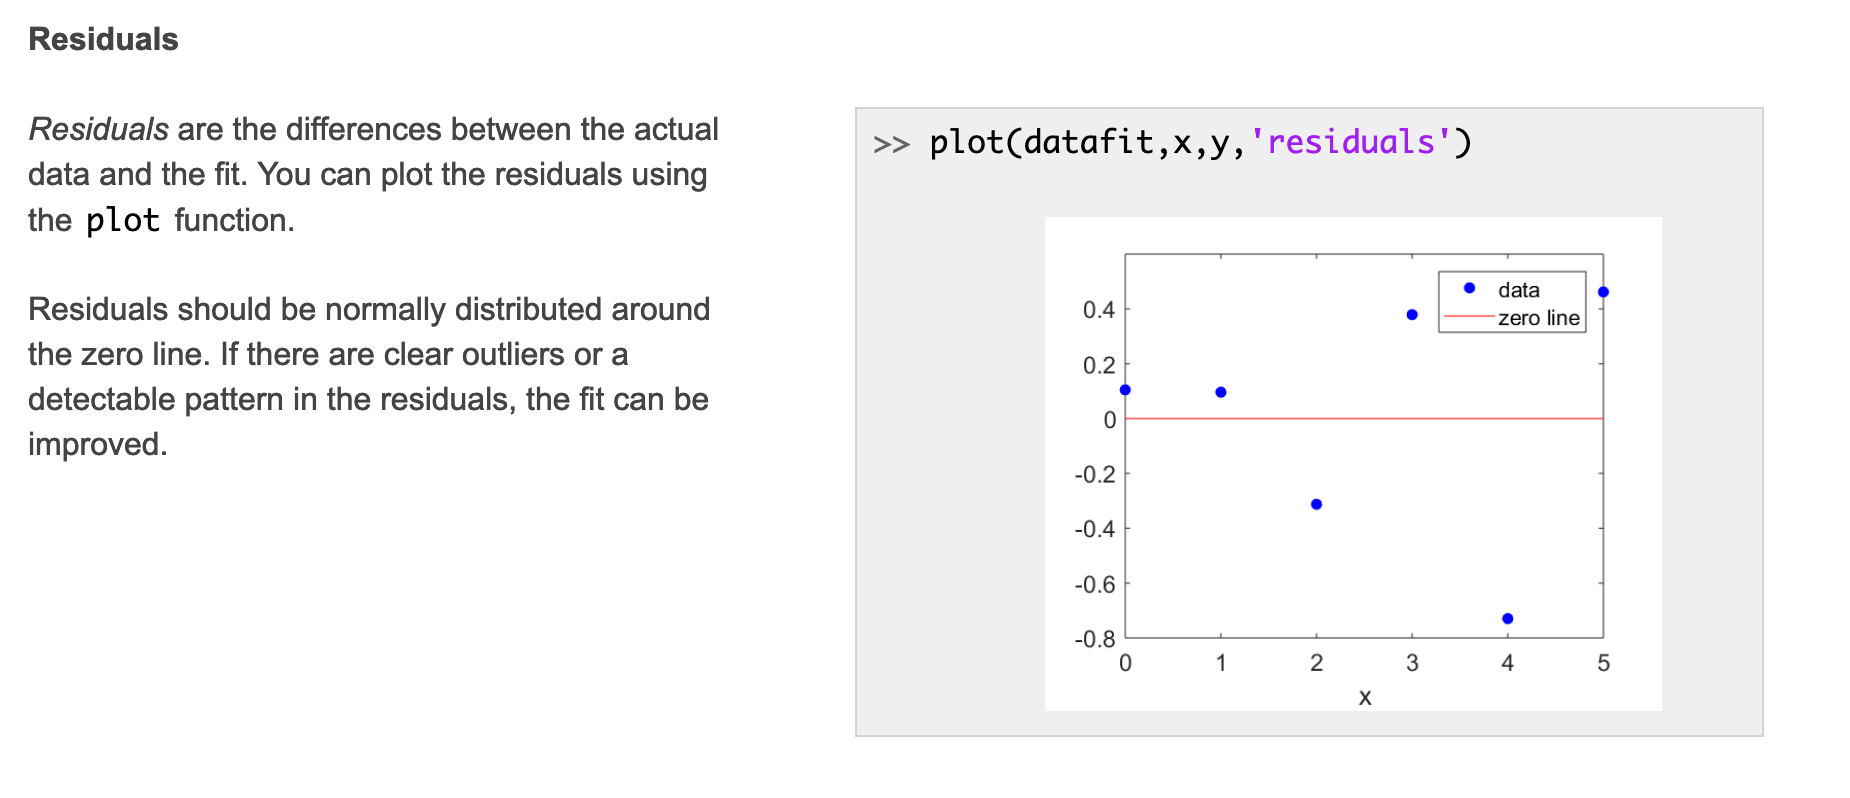 Residuals
Residuals are the differences between the actual
data and the fit. You can plot the residuals using
the plot function.
Residuals should be normally distributed around
the zero line. If there are clear outliers or a
detectable pattern in the residuals, the fit can be
improved.
>> plot(datafit,x,y,'residuals')
data
zero line
0.4
0.2
0
-0.2
-0.4
-0.6
-0.8
0 1 2 3 4 5
x